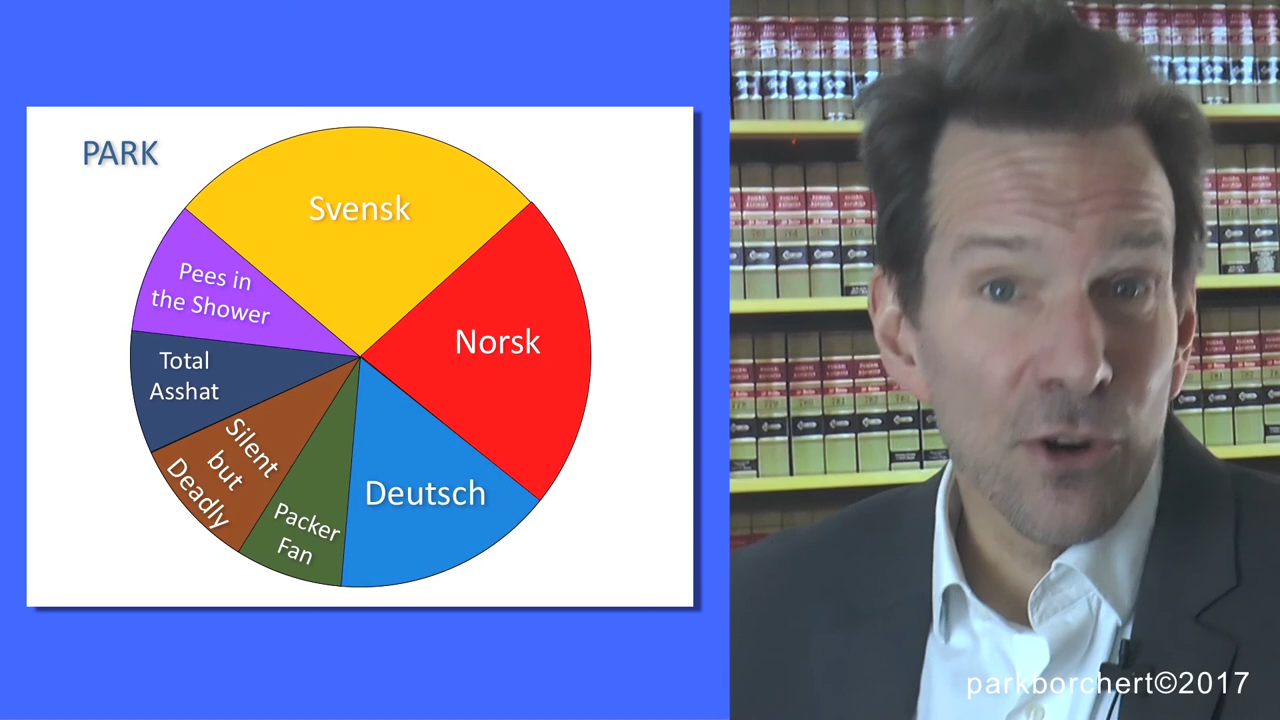 PARK
Svensk
Pees in
the Shower
Norsk
Total
Asshat
Silent
but
Deadly
Deutsch
Packer
Fan
parkborchert©2017